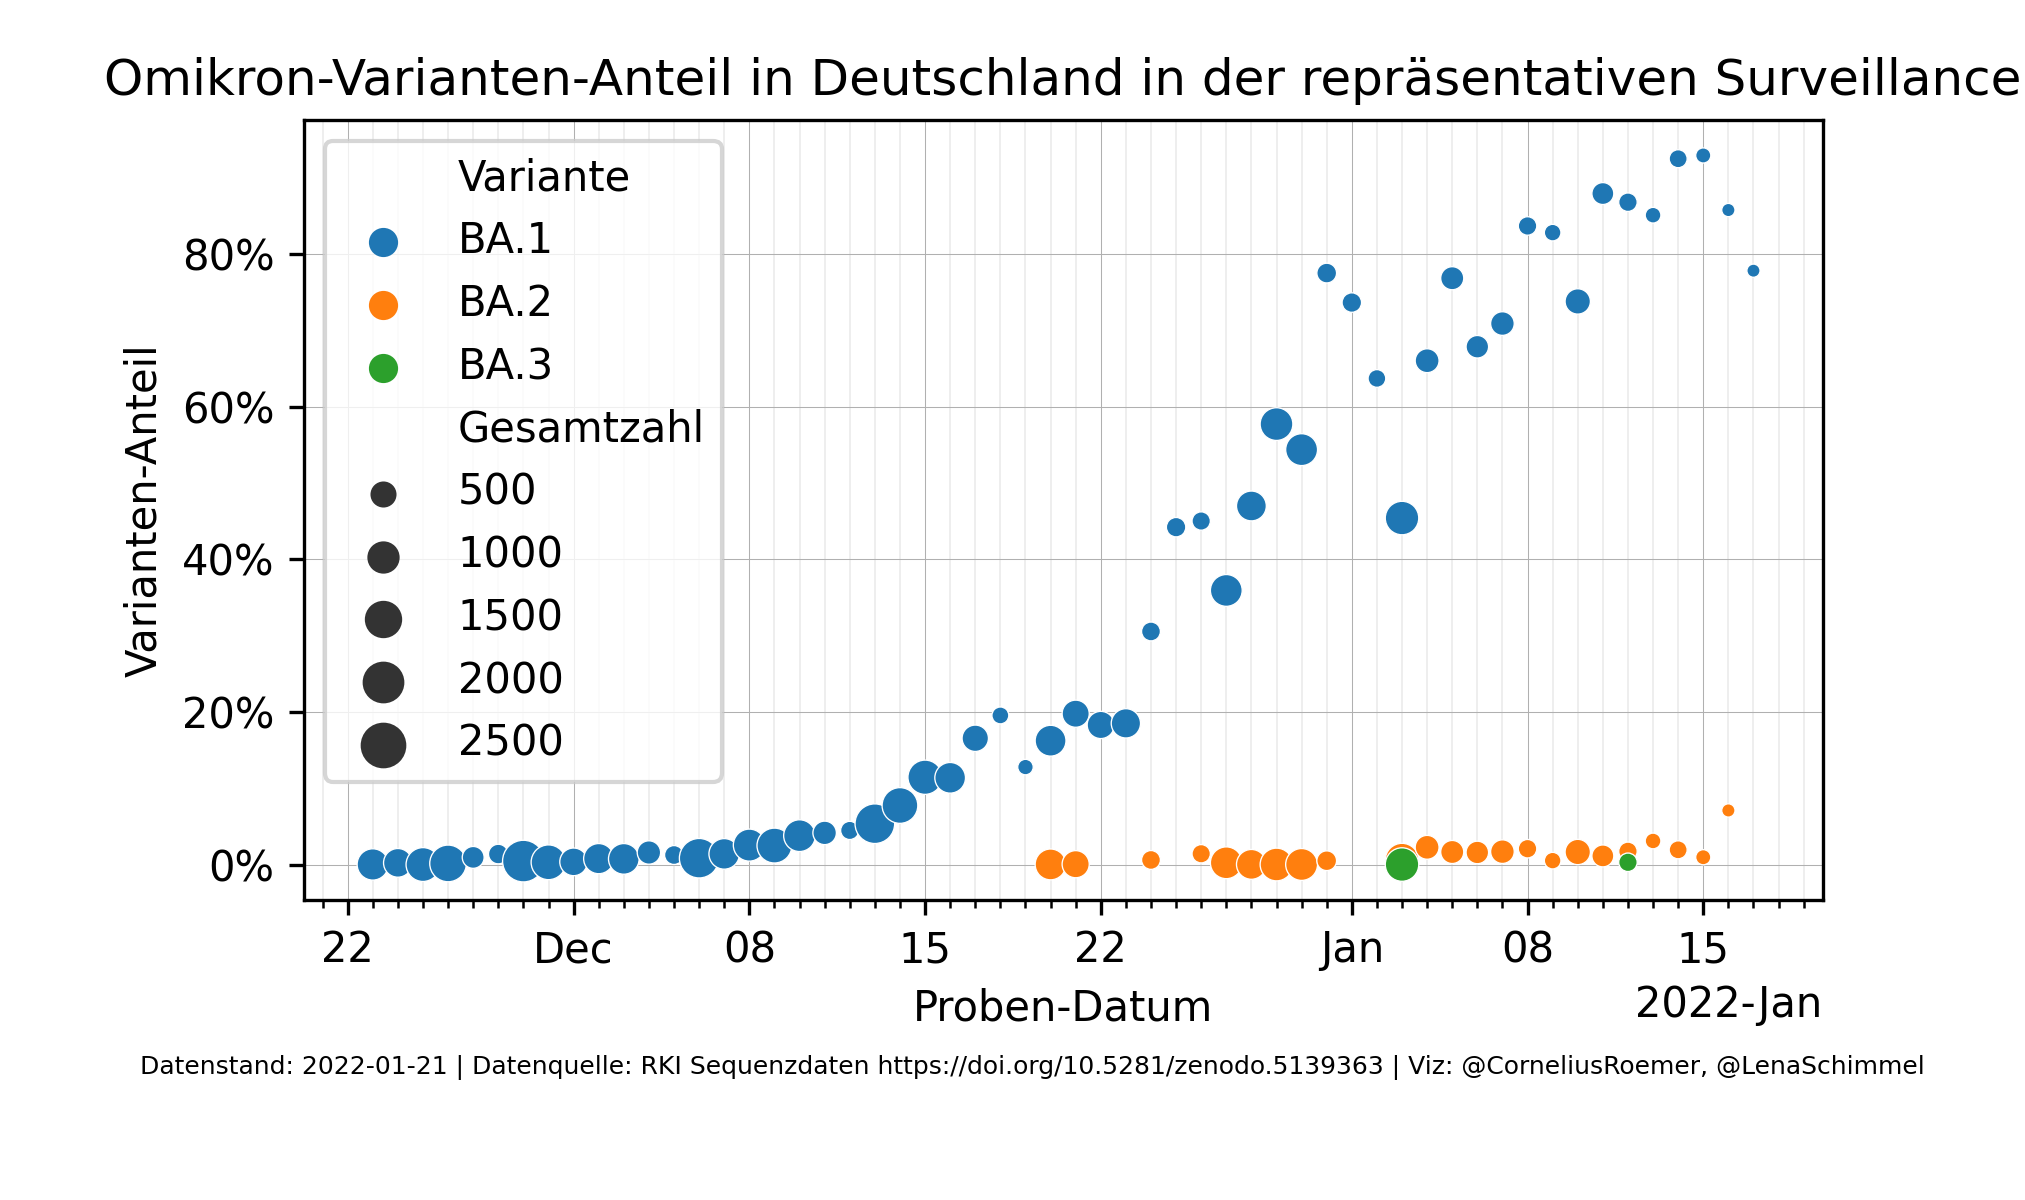 Omikron-Varianten-Anteil in Deutschland in der repräsentativen Surveillance
Variante
BA.1
BA.2
BA.3
Gesamtzahl
500
1000
1500
2000
2500
Varianten-Anteil
80%
60%
40%
20%
0%
22 Dec 08 15 22 Jan 08 15
Proben-Datum
2022-Jan
Datenstand: 2022-01-21 | Datenquelle: RKI Sequenzdaten https://doi.org/10.5281/zenodo.5139363 | Viz: @CorneliusRoemer, @LenaSchimmel